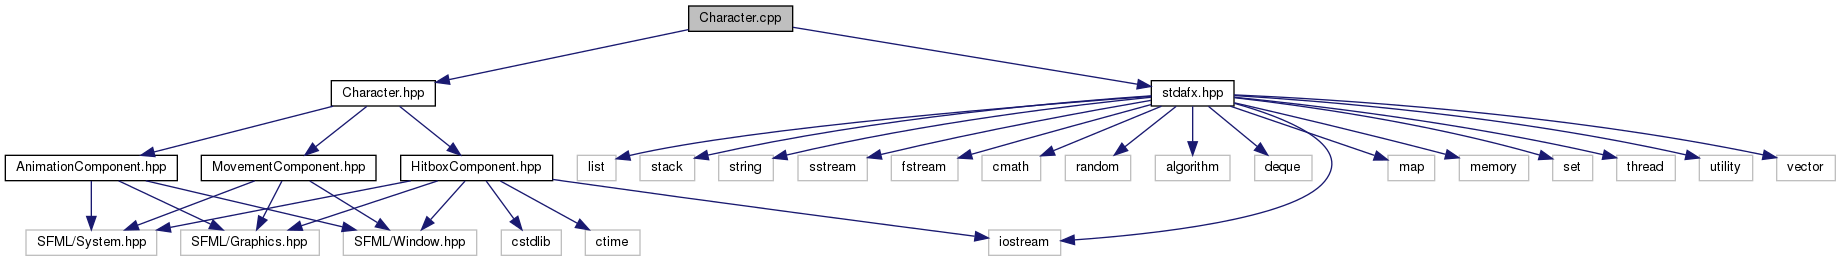 Character.cpp
Character.hpp
stdafx.hpp
AnimationComponent.hpp
MovementComponent.hpp
HitboxComponent.hpp
list
stack
string
sstream
fstream
cmath
random
algorithm
deque
map
memory
set
thread
utility
vector
SFML/System.hpp
SFML/Graphics.hpp
SFML/Window.hpp
cstdlib
ctime
iostream